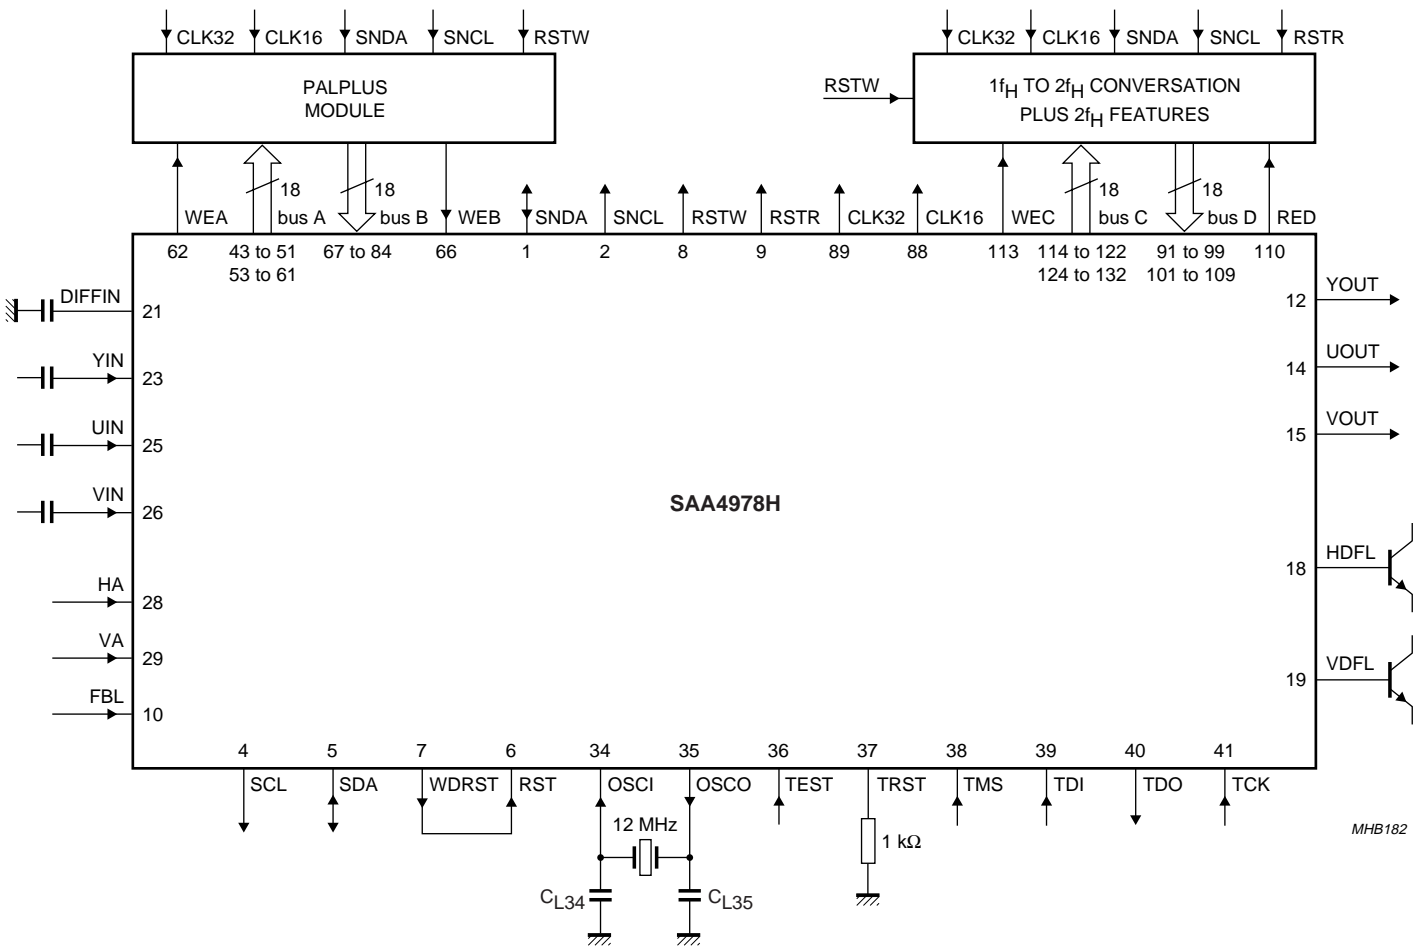 CLK32 CLK16 SNDA SNCL RSTW CLK32 CLK16 SNDA SNCL RSTR
PALPLUS
MODULE
RSTW
1fH TO 2fH CONVERSATION
PLUS 2fH FEATURES
18 18 18 18
WEA bus A bus B WEB SNDA SNCL RSTW RSTR CLK32 CLK16 WEC bus C bus D RED
62 43 to 51 67 to 84 66 1 2 8 9 89 88 113 114 to 122 91 to 99 110
53 to 61 124 to 132 101 to 109
DIFFIN 21
12 YOUT
YIN 23
14 UOUT
UIN 25
15 VOUT
VIN 26
SAA4978H
18 HDFL
HA 28
VA 29
19 VDFL
FBL 10
4 5 7 6 34 35 36 37 38 39 40 41
SCL SDA WDRST RST OSCI OSCO TEST TRST TMS TDI TDO TCK
12 MHz
1 kΩ
MHB182
CL34 CL35